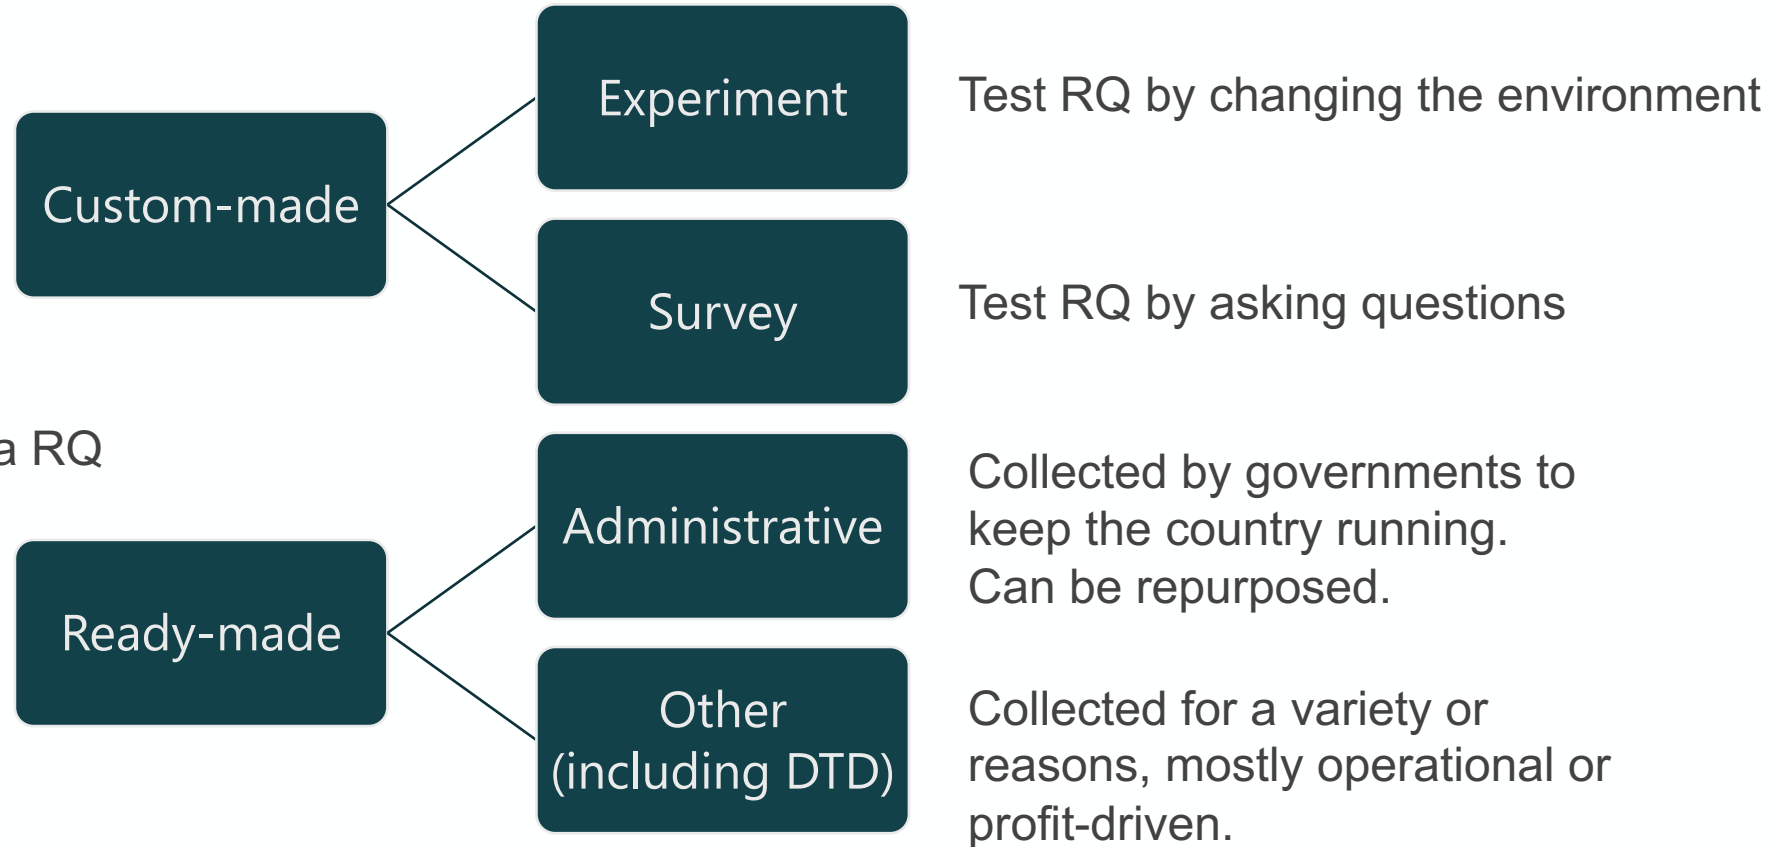 Custom-made
Experiment
Test RQ by changing the environment
Survey
Test RQ by asking questions
a RQ
Ready-made
Administrative
Collected by governments to
keep the country running.
Can be repurposed.
Other
(including DTD)
Collected for a variety or
reasons, mostly operational or
profit-driven.